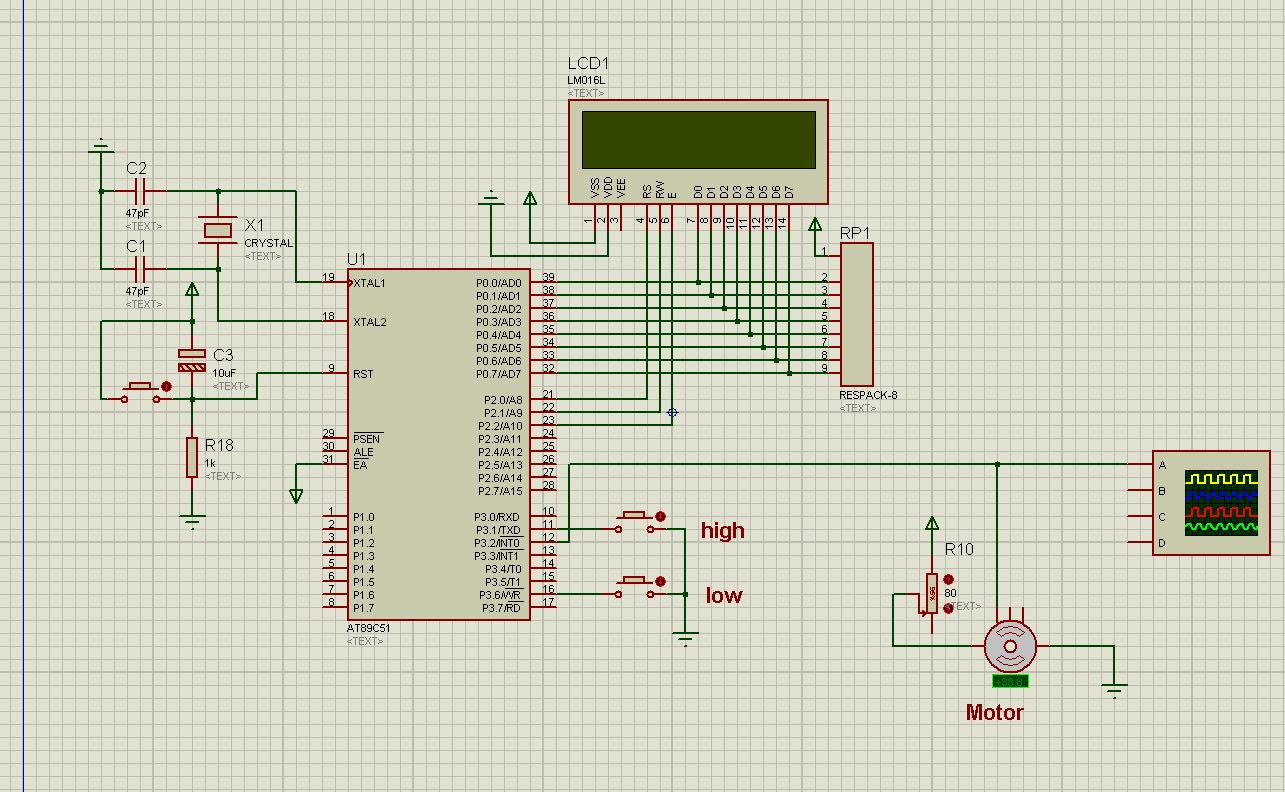 LCD1
LM016L
<TEXT>
VSS
VDD
VEE
RS
RW
E
D0
D1
D2
D3
D4
D5
D6
D7
1
2
3
4
5
6
7
8
9
10
11
12
13
14
C2
47pF
<TEXT>
C1
47pF
<TEXT>
X1
CRYSTAL
<TEXT>
C3
10uF
<TEXT>
R18
1k
<TEXT>
U1
19 XTAL1
18 XTAL2
9 RST
29 PSEN
30 ALE
31 EA
1 P1.0
2 P1.1
3 P1.2
4 P1.3
5 P1.4
6 P1.5
7 P1.6
8 P1.7
P0.0/AD0 39
P0.1/AD1 38
P0.2/AD2 37
P0.3/AD3 36
P0.4/AD4 35
P0.5/AD5 34
P0.6/AD6 33
P0.7/AD7 32
P2.0/A8 21
P2.1/A9 22
P2.2/A10 23
P2.3/A11 24
P2.4/A12 25
P2.5/A13 26
P2.6/A14 27
P2.7/A15 28
P3.0/RXD 10
P3.1/TXD 11
P3.2/INT0 12
P3.3/INT1 13
P3.4/T0 14
P3.5/T1 15
P3.6/WR 16
P3.7/RD 17
AT89C51
<TEXT>
RP1
1
2
3
4
5
6
7
8
9
RESPACK-8
<TEXT>
high
low
A
B
C
D
R10
80
<TEXT>
Motor